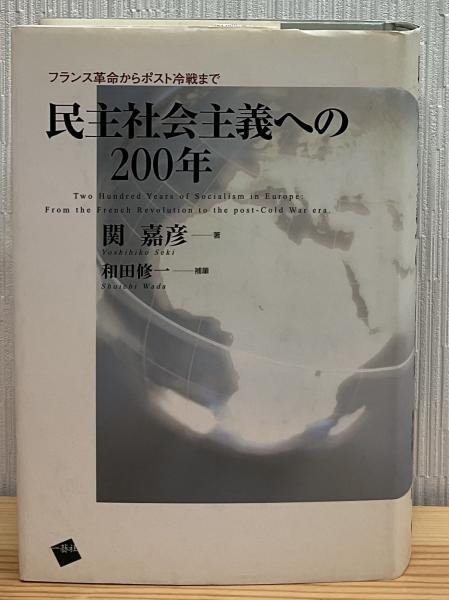 フランス革命からポスト冷戦まで
民主社会主義への
200年
Two Hundred Years of Socialism in Europe:
From the French Revolution to the post-Cold War era.
関 嘉彦──著
Yoshihiko Seki
和田修一──補筆
Shuichi Wada
一藝社